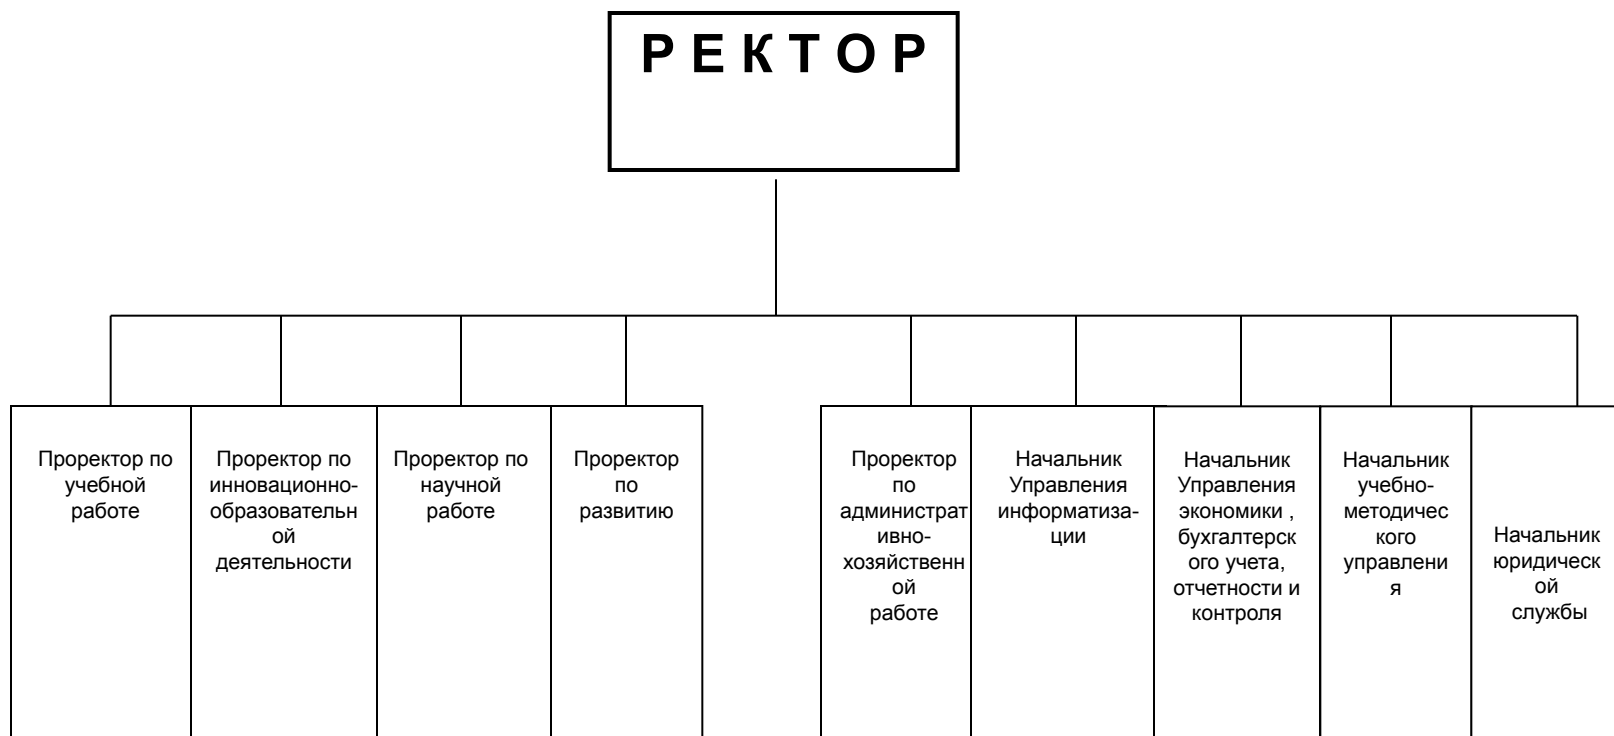 Р Е К Т О Р
Проректор по
учебной
работе
Проректор по
инновационно-
образовательн
ой
деятельности
Проректор по
научной
работе
Проректор
по
развитию
Проректор
по
администрат
ивно-
хозяйственн
ой
работе
Начальник
Управления
информатиза-
ции
Начальник
Управления
экономики ,
бухгалтерск
ого учета,
отчетности и
контроля
Начальник
учебно-
методичес
кого
управлени
я
Начальник
юридическ
ой
службы